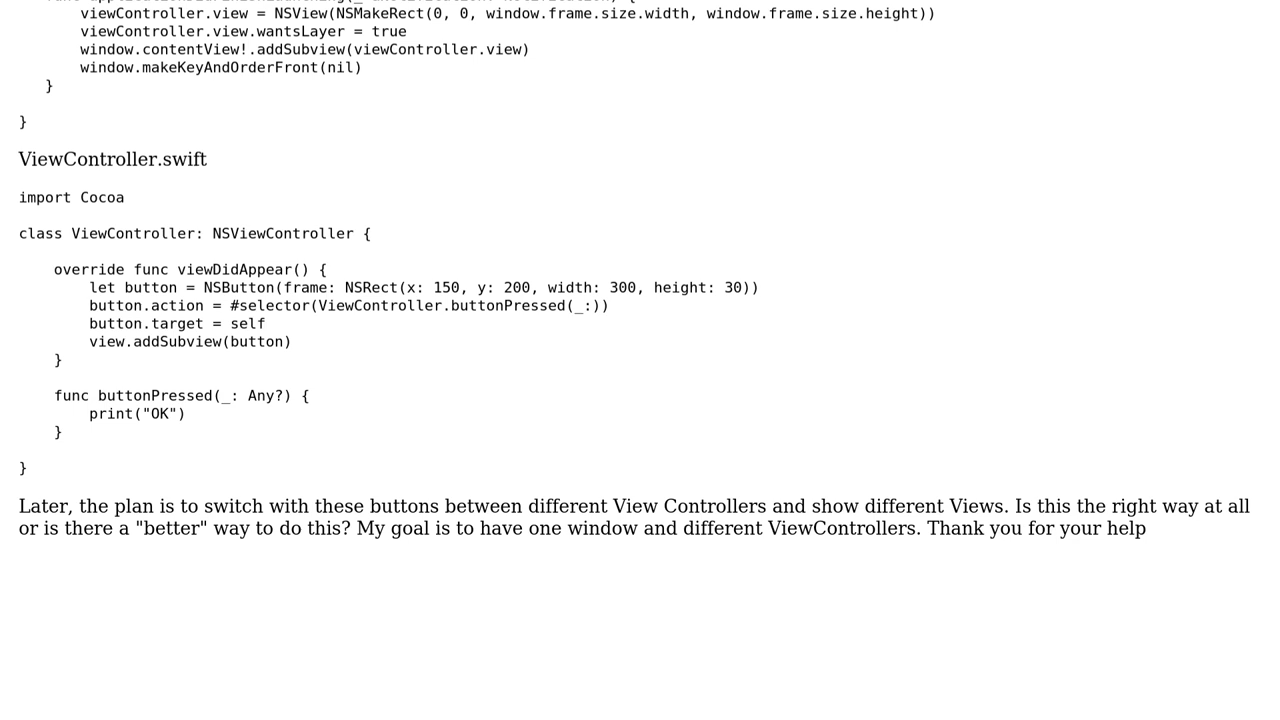 viewController.view = NSView(NSMakeRect(0, 0, window.frame.size.width, window.frame.size.height))
viewController.view.wantsLayer = true
window.contentView!.addSubview(viewController.view)
window.makeKeyAndOrderFront(nil)
}
}
ViewController.swift
import Cocoa
class ViewController: NSViewController {
override func viewDidAppear() {
let button = NSButton(frame: NSRect(x: 150, y: 200, width: 300, height: 30))
button.action = #selector(ViewController.buttonPressed(_:))
button.target = self
view.addSubview(button)
}
func buttonPressed(_: Any?) {
print("OK")
}
}
Later, the plan is to switch with these buttons between different View Controllers and show different Views. Is this the right way at all
or is there a "better" way to do this? My goal is to have one window and different ViewControllers. Thank you for your help